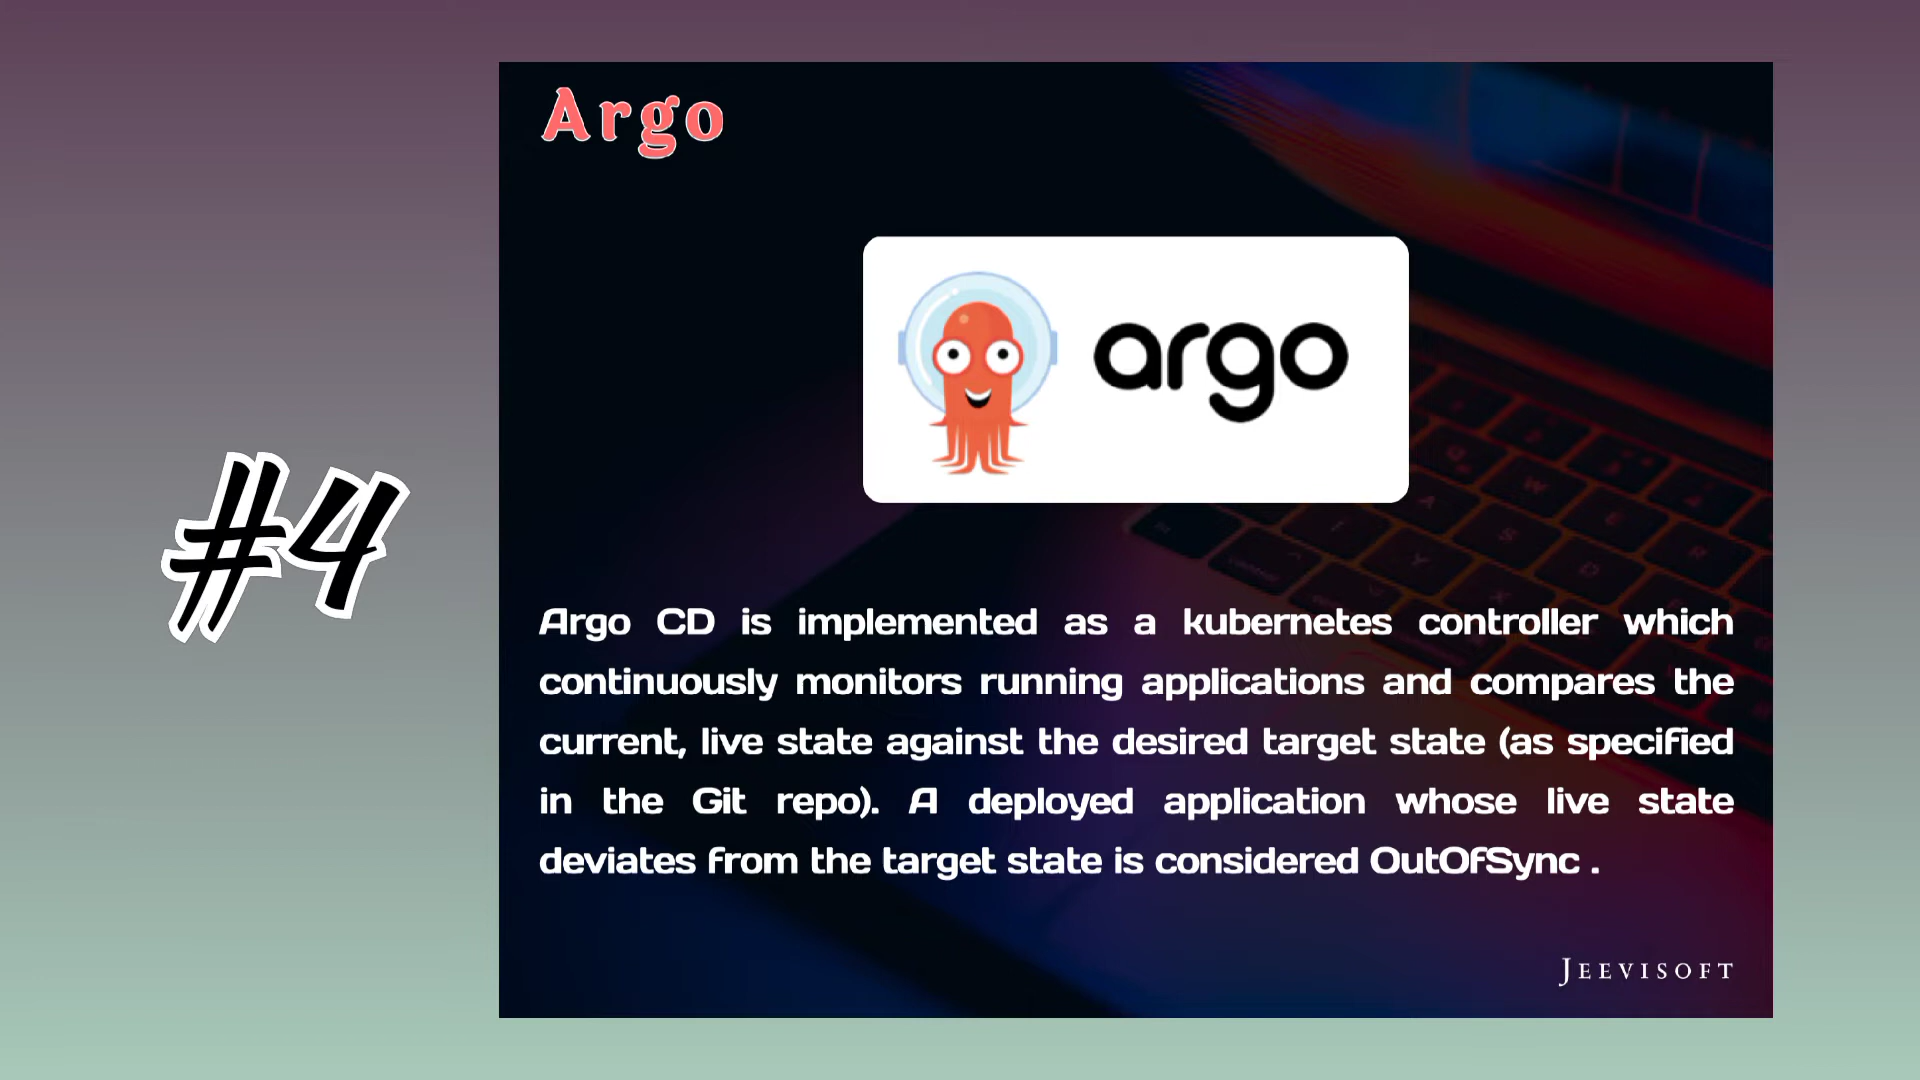 Argo
argo
#4
Argo CD is implemented as a kubernetes controller which
continuously monitors running applications and compares the
current, live state against the desired target state (as specified
in the Git repo). A deployed application whose live state
deviates from the target state is considered OutOfSync .
JEEVISOFT